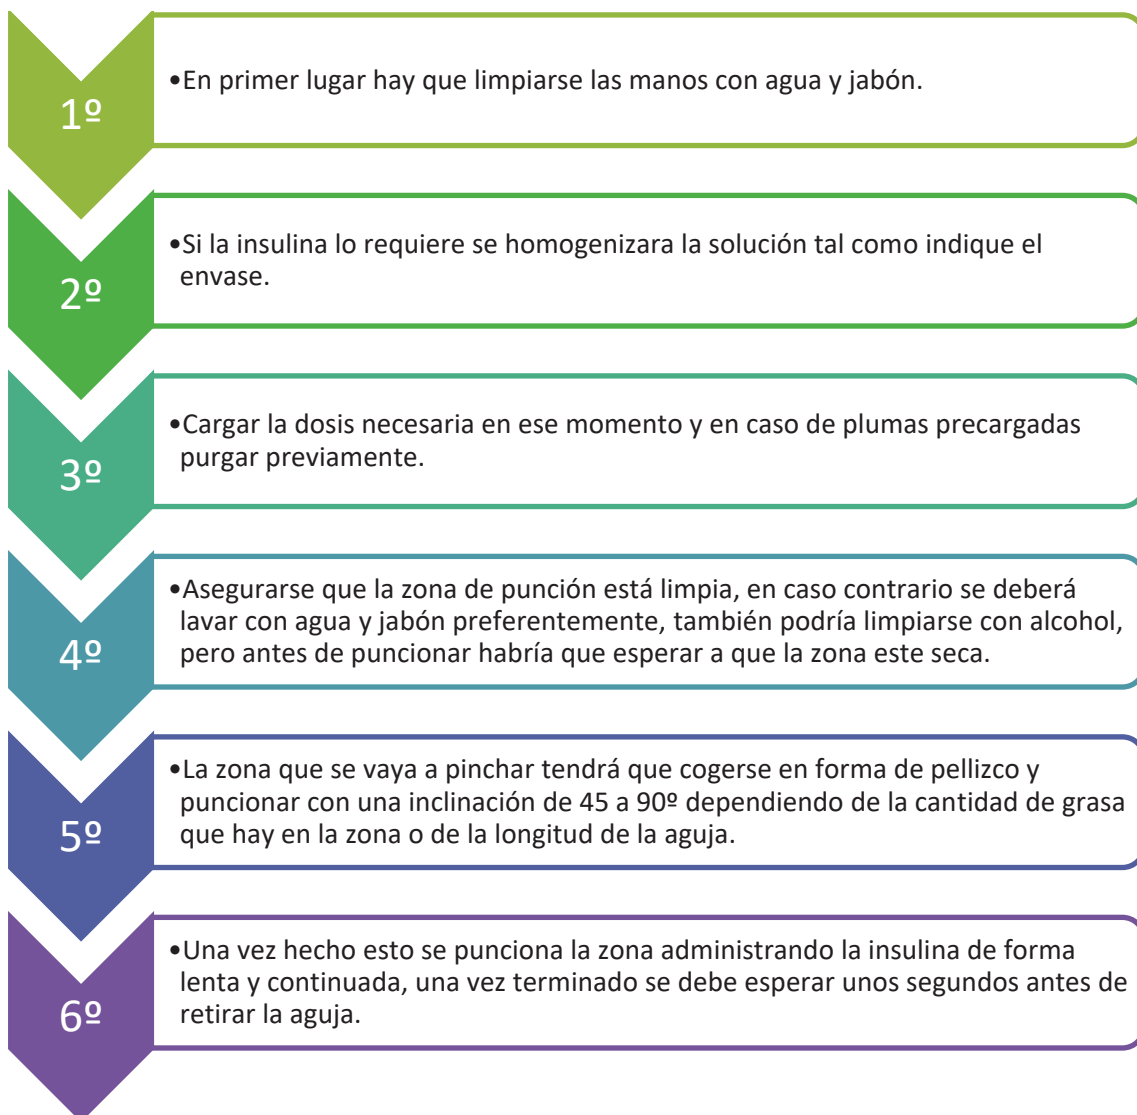 1º
•En primer lugar hay que limpiarse las manos con agua y jabón.
2º
•Si la insulina lo requiere se homogenizara la solución tal como indique el
envase.
3º
•Cargar la dosis necesaria en ese momento y en caso de plumas precargadas
purgar previamente.
4º
•Asegurarse que la zona de punción está limpia, en caso contrario se deberá
lavar con agua y jabón preferentemente, también podría limpiarse con alcohol,
pero antes de puncionar habría que esperar a que la zona este seca.
5º
•La zona que se vaya a pinchar tendrá que cogerse en forma de pellizco y
puncionar con una inclinación de 45 a 90º dependiendo de la cantidad de grasa
que hay en la zona o de la longitud de la aguja.
6º
•Una vez hecho esto se punciona la zona administrando la insulina de forma
lenta y continuada, una vez terminado se debe esperar unos segundos antes de
retirar la aguja.